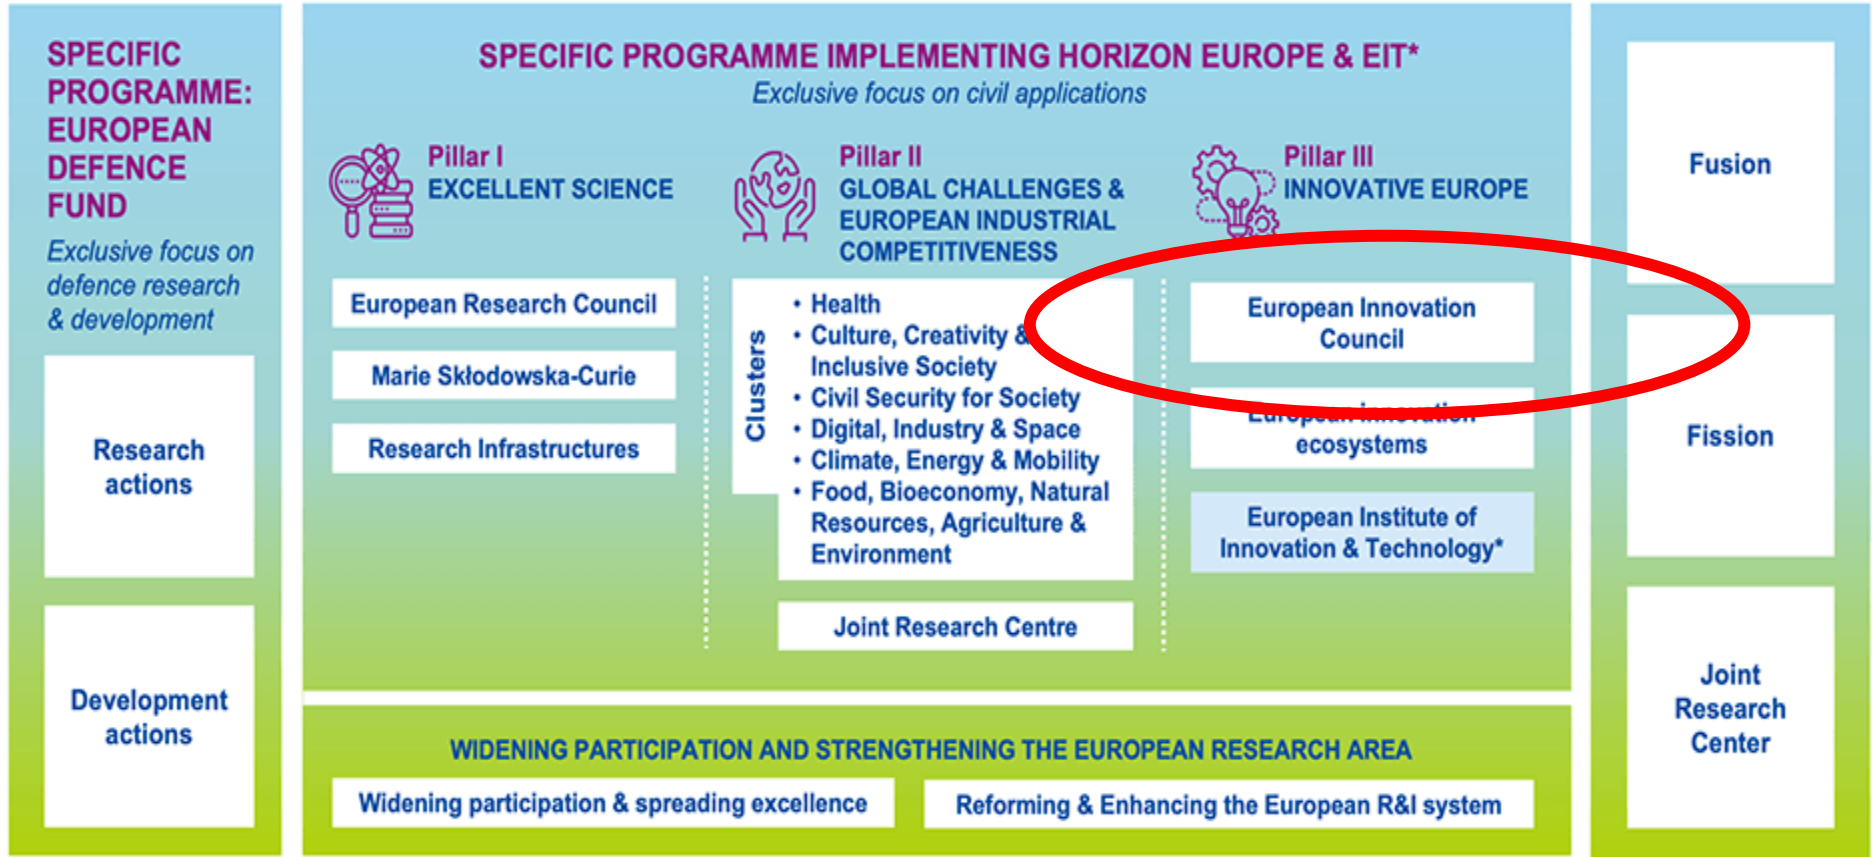 SPECIFIC
PROGRAMME:
EUROPEAN
DEFENCE
FUND
Exclusive focus on
defence research
& development
Research
actions
Development
actions
SPECIFIC PROGRAMME IMPLEMENTING HORIZON EUROPE & EIT*
Exclusive focus on civil applications
Pillar I
EXCELLENT SCIENCE
European Research Council
Marie Skłodowska-Curie
Research Infrastructures
Pillar II
GLOBAL CHALLENGES &
EUROPEAN INDUSTRIAL
COMPETITIVENESS
Clusters
• Health
• Culture, Creativity &
Inclusive Society
• Civil Security for Society
• Digital, Industry & Space
• Climate, Energy & Mobility
• Food, Bioeconomy, Natural
Resources, Agriculture &
Environment
Joint Research Centre
Pillar III
INNOVATIVE EUROPE
European Innovation
Council
European innovation
ecosystems
European Institute of
Innovation & Technology*
WIDENING PARTICIPATION AND STRENGTHENING THE EUROPEAN RESEARCH AREA
Widening participation & spreading excellence
Reforming & Enhancing the European R&I system
Fusion
Fission
Joint
Research
Center